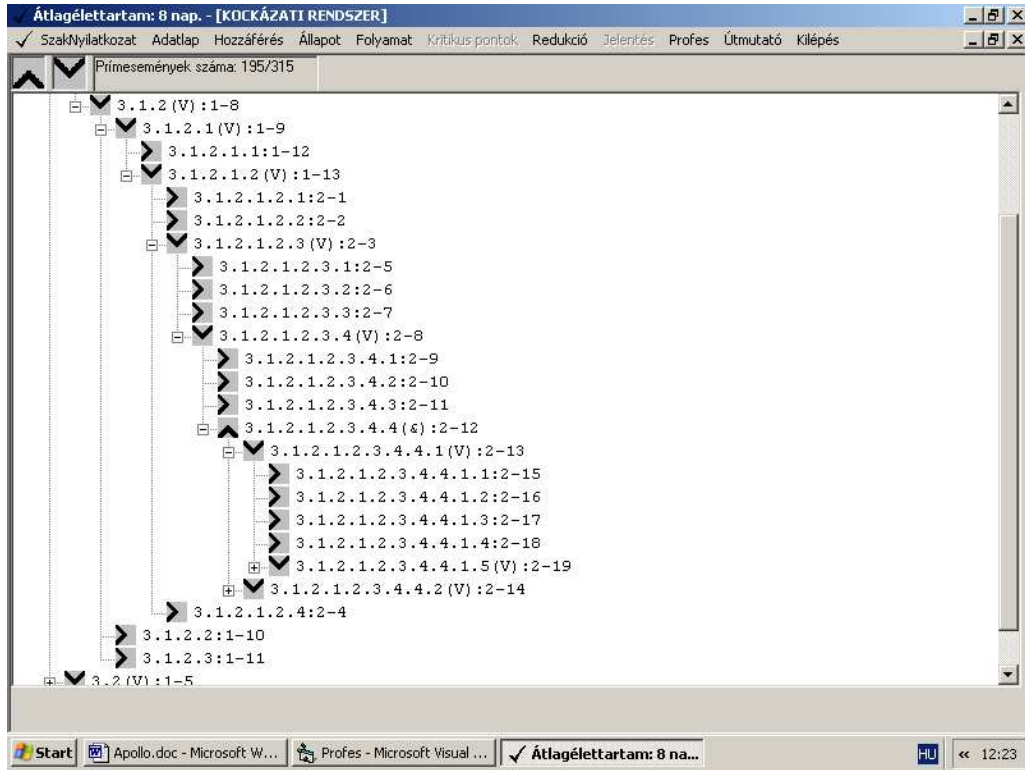 Átlagélettartam: 8 nap. - [KOCKÁZATI RENDSZER]
SzakNyilatkozat Adatlap Hozzáférés Állapot Folyamat Kritikus pontok Redukció Jelentés Profes Útmutató Kilépés
Prímesemények száma: 195/315
3.1.2(V):1-8
3.1.2.1(V):1-9
3.1.2.1.1:1-12
3.1.2.1.2(V):1-13
3.1.2.1.2.1:2-1
3.1.2.1.2.2:2-2
3.1.2.1.2.3(V):2-3
3.1.2.1.2.3.1:2-5
3.1.2.1.2.3.2:2-6
3.1.2.1.2.3.3:2-7
3.1.2.1.2.3.4(V):2-8
3.1.2.1.2.3.4.1:2-9
3.1.2.1.2.3.4.2:2-10
3.1.2.1.2.3.4.3:2-11
3.1.2.1.2.3.4.4(&):2-12
3.1.2.1.2.3.4.4.1(V):2-13
3.1.2.1.2.3.4.4.1.1:2-15
3.1.2.1.2.3.4.4.1.2:2-16
3.1.2.1.2.3.4.4.1.3:2-17
3.1.2.1.2.3.4.4.1.4:2-18
3.1.2.1.2.3.4.4.1.5(V):2-19
3.1.2.1.2.3.4.4.2(V):2-14
3.1.2.1.2.4:2-4
3.1.2.2:1-10
3.1.2.3:1-11
3.2(V):1-5
Start Apollo.doc - Microsoft W... Profes - Microsoft Visual ... Átlagélettartam: 8 na... HU « 12:23